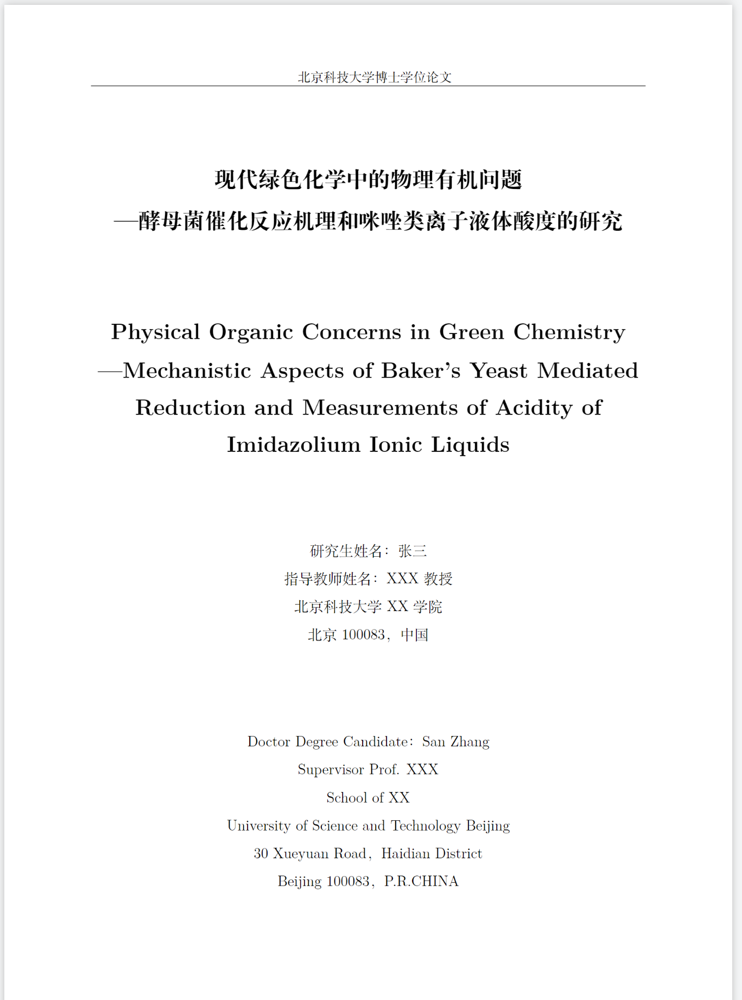 北京科技大学博士学位论文
现代绿色化学中的物理有机问题
—酵母菌催化反应机理和咪唑类离子液体酸度的研究
Physical Organic Concerns in Green Chemistry
—Mechanistic Aspects of Baker's Yeast Mediated
Reduction and Measurements of Acidity of
Imidazolium Ionic Liquids
研究生姓名：张三
指导教师姓名：XXX 教授
北京科技大学 XX 学院
北京 100083，中国
Doctor Degree Candidate：San Zhang
Supervisor Prof. XXX
School of XX
University of Science and Technology Beijing
30 Xueyuan Road，Haidian District
Beijing 100083，P.R.CHINA